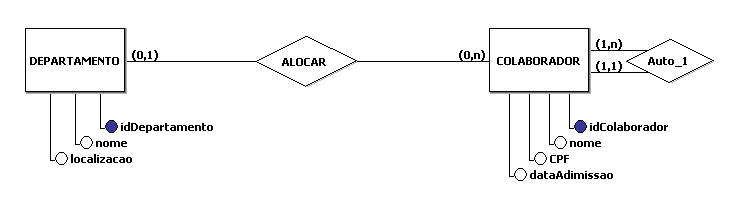 (0,1)
(0,n)
(1,n)
DEPARTAMENTO
ALOCAR
COLABORADOR
Auto_1
(1,1)
idDepartamento
idColaborador
nome
nome
localizacao
CPF
dataAdimissao